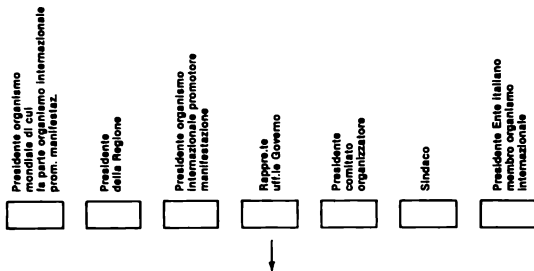 Presidente organismo
mondiale di cui
fa parte organismo internazionale
prom. manifestaz.
Presidente
della Regione
Presidente organismo
internazionale promotore
manifestazione
Rappre.te
uff.le Governo
Presidente
comitato
organizzatore
Sindaco
Presidente Ente italiano
membro organismo
internazionale